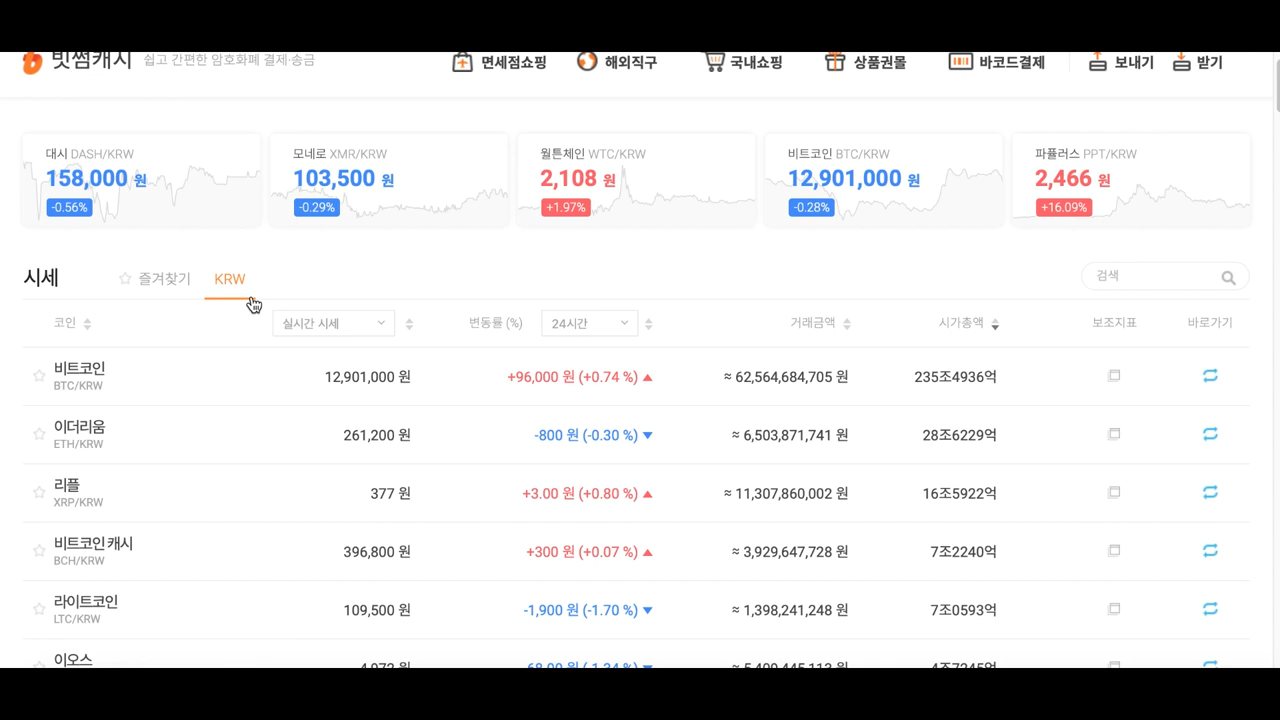 빗썸캐시 쉽고 간편한 암호화폐 결제·송금 면세점쇼핑 해외직구 국내쇼핑 상품권몰 바코드결제 보내기 받기
대시 DASH/KRW
158,000 원
-0.56%
모네로 XMR/KRW
103,500 원
-0.29%
월튼체인 WTC/KRW
2,108 원
+1.97%
비트코인 BTC/KRW
12,901,000 원
-0.28%
파퓰러스 PPT/KRW
2,466 원
+16.09%
시세 즐겨찾기 KRW 검색
코인 실시간 시세 변동률 (%) 24시간 거래금액 시가총액 보조지표 바로가기
비트코인 12,901,000 원 +96,000 원 (+0.74 %) ▲ ≈ 62,564,684,705 원 235조4936억
BTC/KRW
이더리움 261,200 원 -800 원 (-0.30 %) ▼ ≈ 6,503,871,741 원 28조6229억
ETH/KRW
리플 377 원 +3.00 원 (+0.80 %) ▲ ≈ 11,307,860,002 원 16조5922억
XRP/KRW
비트코인 캐시 396,800 원 +300 원 (+0.07 %) ▲ ≈ 3,929,647,728 원 7조2240억
BCH/KRW
라이트코인 109,500 원 -1,900 원 (-1.70 %) ▼ ≈ 1,398,241,248 원 7조0593억
LTC/KRW
이오스